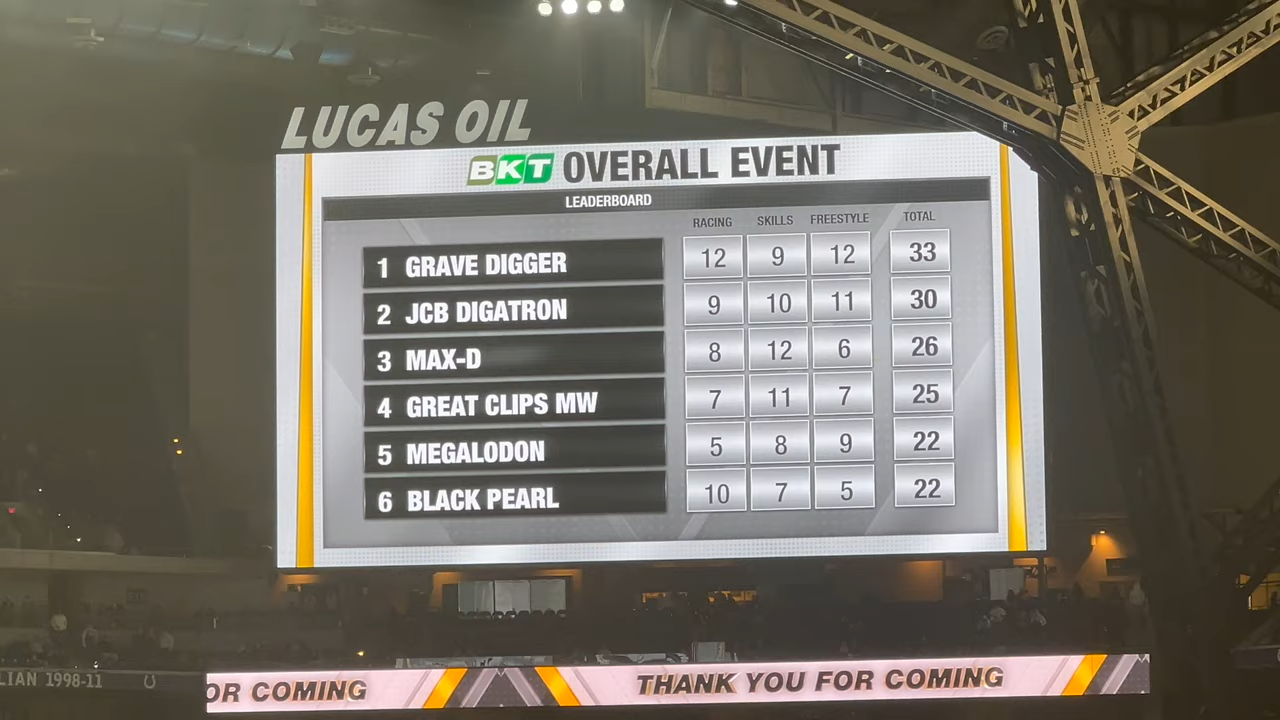 LUCAS OIL
BKT OVERALL EVENT
LEADERBOARD
RACING SKILLS FREESTYLE TOTAL
1 GRAVE DIGGER 12 9 12 33
2 JCB DIGATRON 9 10 11 30
3 MAX-D 8 12 6 26
4 GREAT CLIPS MW 7 11 7 25
5 MEGALODON 5 8 9 22
6 BLACK PEARL 10 7 5 22
OR COMING THANK YOU FOR COMING
LIAN 1998-11